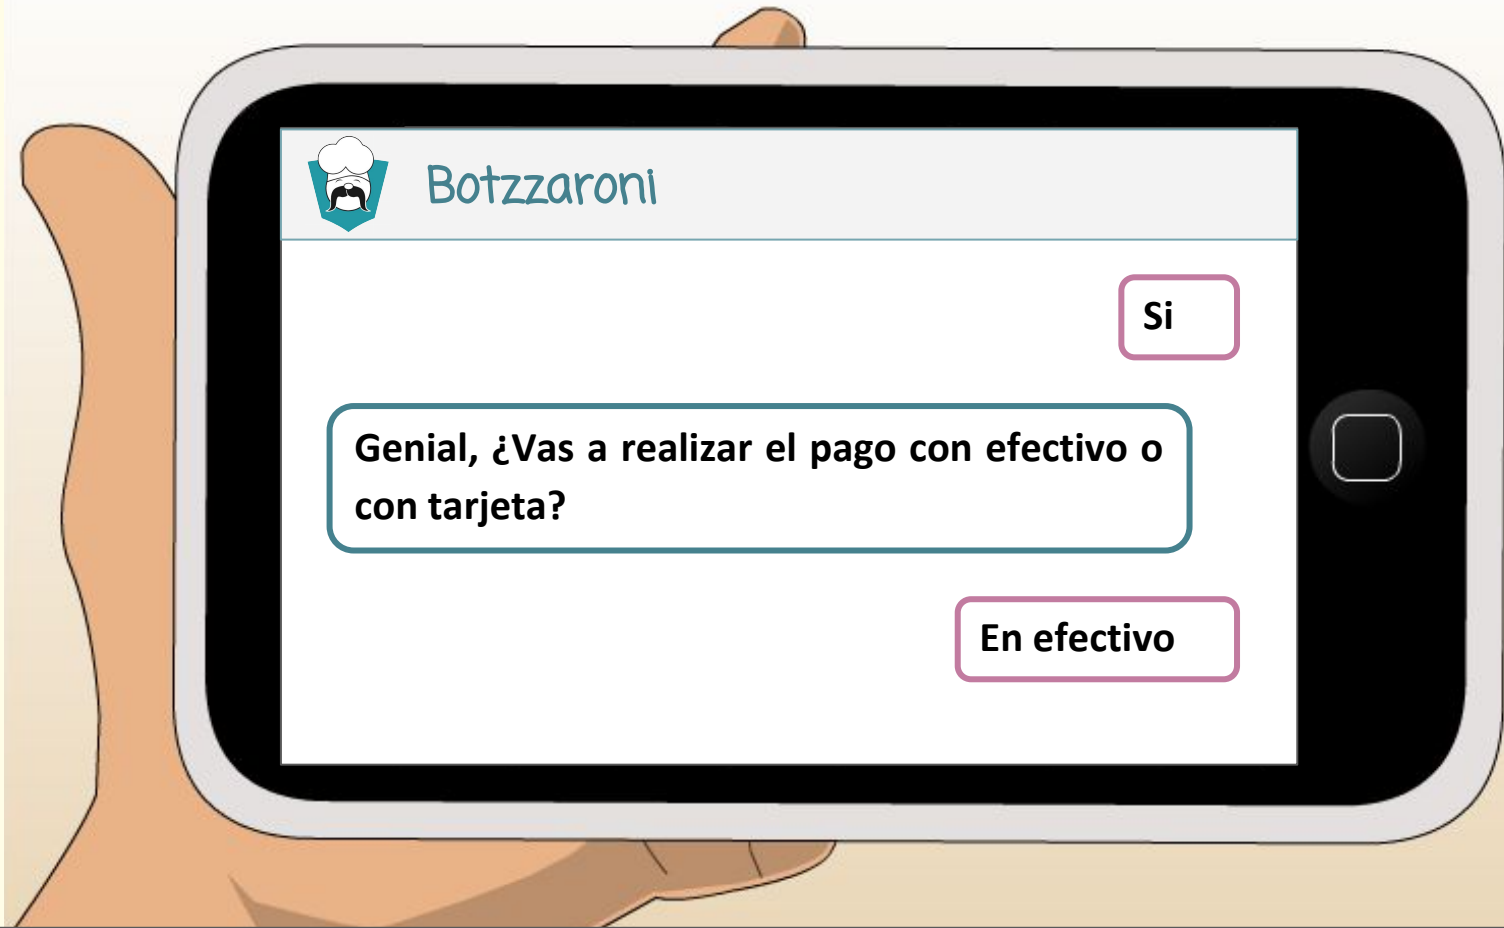 Botzzaroni
Si
Genial, ¿Vas a realizar el pago con efectivo o
con tarjeta?
En efectivo